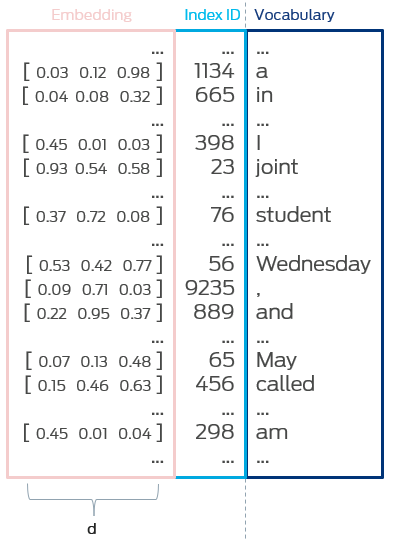 Embedding Index ID Vocabulary
... ... ...
[ 0.03 0.12 0.98 ] 1134 a
[ 0.04 0.08 0.32 ] 665 in
... ... ...
[ 0.45 0.01 0.03 ] 398 I
[ 0.93 0.54 0.58 ] 23 joint
... ... ...
[ 0.37 0.72 0.08 ] 76 student
... ... ...
[ 0.53 0.42 0.77 ] 56 Wednesday
[ 0.09 0.71 0.03 ] 9235 ,
[ 0.22 0.95 0.37 ] 889 and
... ... ...
[ 0.07 0.13 0.48 ] 65 May
[ 0.15 0.46 0.63 ] 456 called
... ... ...
[ 0.45 0.01 0.04 ] 298 am
... ... ...
d